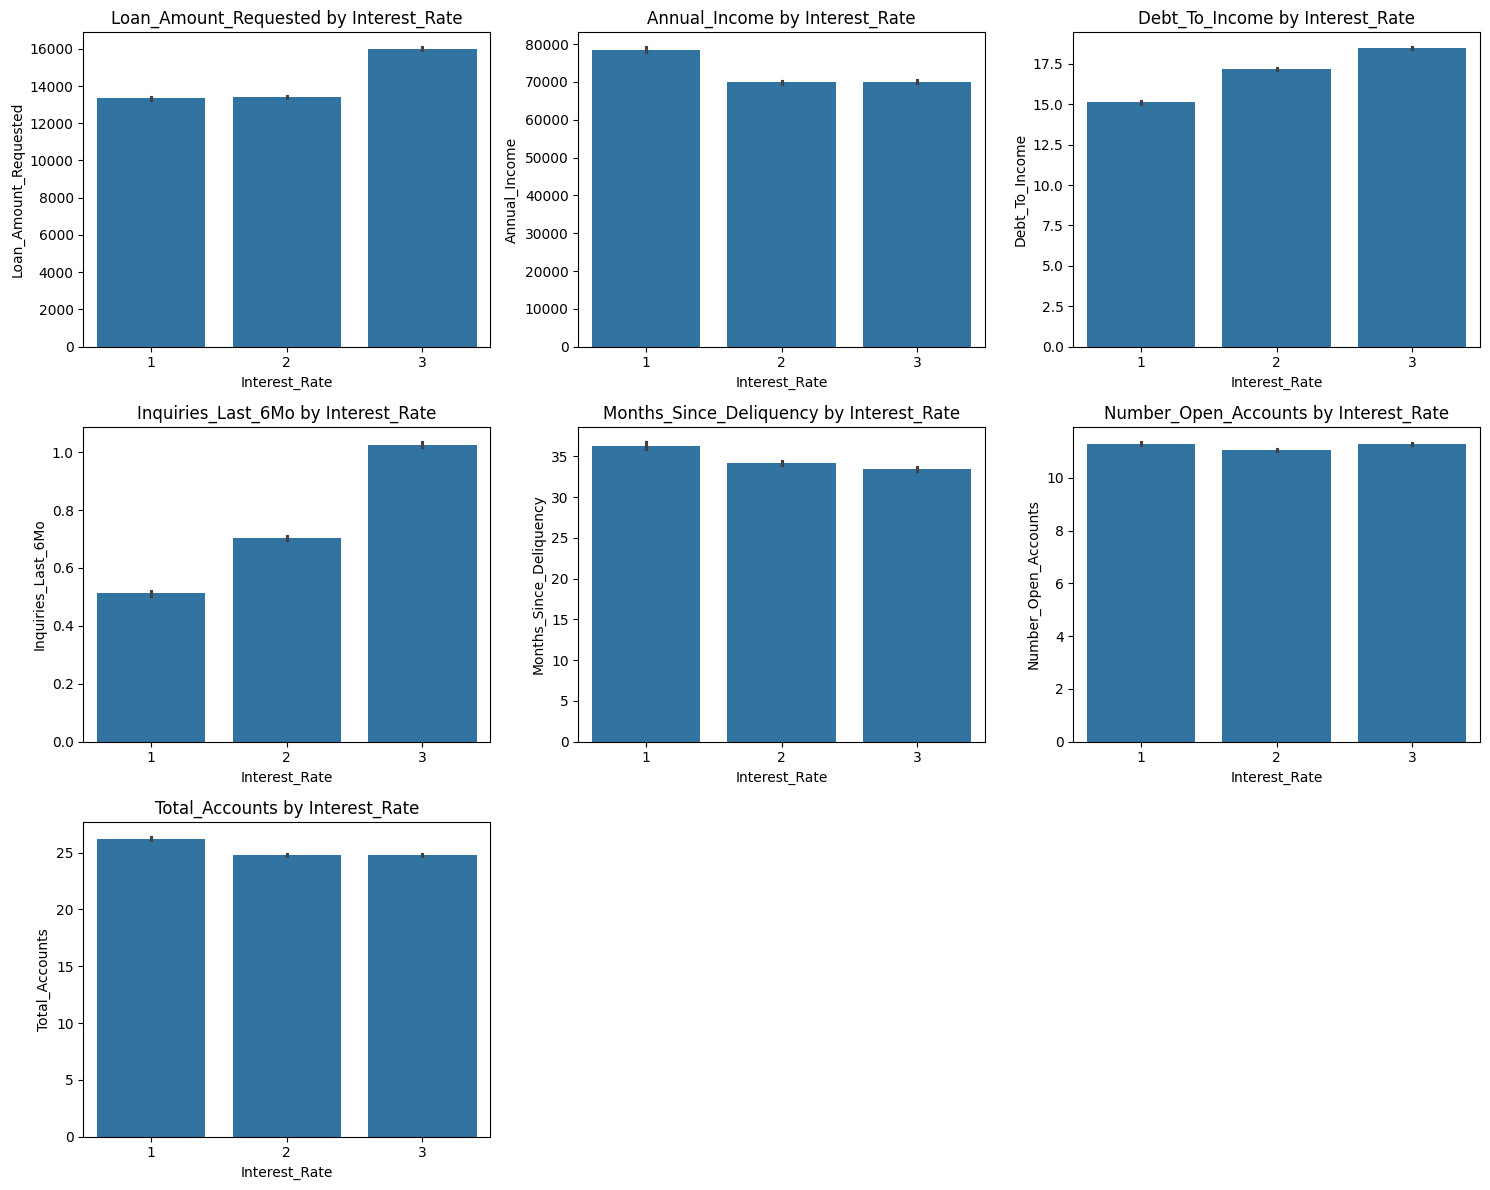 Loan_Amount_Requested by Interest_Rate
Loan_Amount_Requested
16000
14000
12000
10000
8000
6000
4000
2000
0
1 2 3
Interest_Rate
Annual_Income by Interest_Rate
Annual_Income
80000
70000
60000
50000
40000
30000
20000
10000
0
1 2 3
Interest_Rate
Debt_To_Income by Interest_Rate
Debt_To_Income
17.5
15.0
12.5
10.0
7.5
5.0
2.5
0.0
1 2 3
Interest_Rate
Inquiries_Last_6Mo by Interest_Rate
Inquiries_Last_6Mo
1.0
0.8
0.6
0.4
0.2
0.0
1 2 3
Interest_Rate
Months_Since_Deliquency by Interest_Rate
Months_Since_Deliquency
35
30
25
20
15
10
5
0
1 2 3
Interest_Rate
Number_Open_Accounts by Interest_Rate
Number_Open_Accounts
10
8
6
4
2
0
1 2 3
Interest_Rate
Total_Accounts by Interest_Rate
Total_Accounts
25
20
15
10
5
0
1 2 3
Interest_Rate